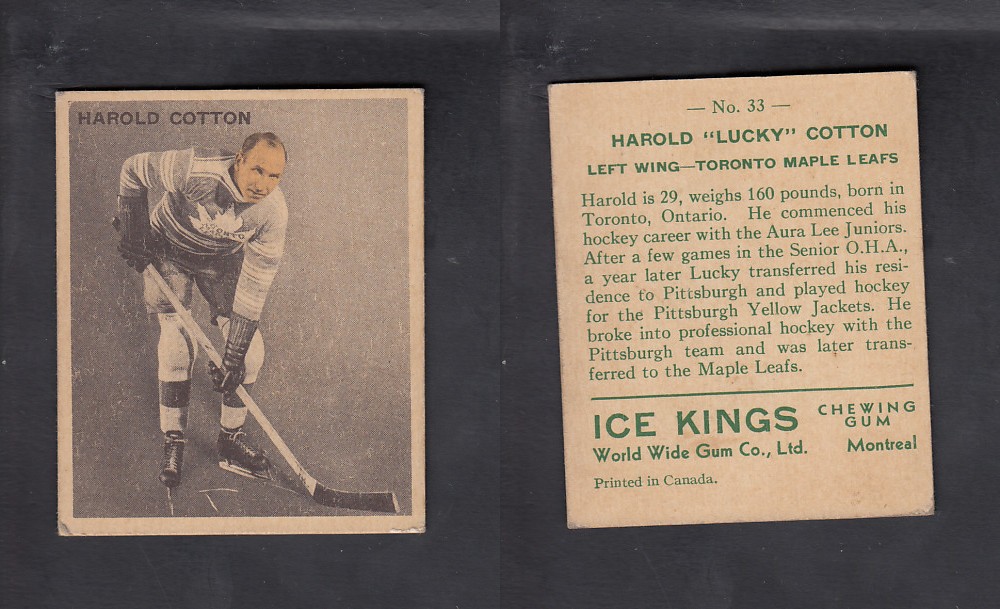 HAROLD COTTON
TORONTO
— No. 33 —
HAROLD "LUCKY" COTTON
LEFT WING—TORONTO MAPLE LEAFS
Harold is 29, weighs 160 pounds, born in
Toronto, Ontario. He commenced his
hockey career with the Aura Lee Juniors.
After a few games in the Senior O.H.A.,
a year later Lucky transferred his resi-
dence to Pittsburgh and played hockey
for the Pittsburgh Yellow Jackets. He
broke into professional hockey with the
Pittsburgh team and was later trans-
ferred to the Maple Leafs.
ICE KINGS CHEWING GUM
World Wide Gum Co., Ltd. Montreal
Printed in Canada.